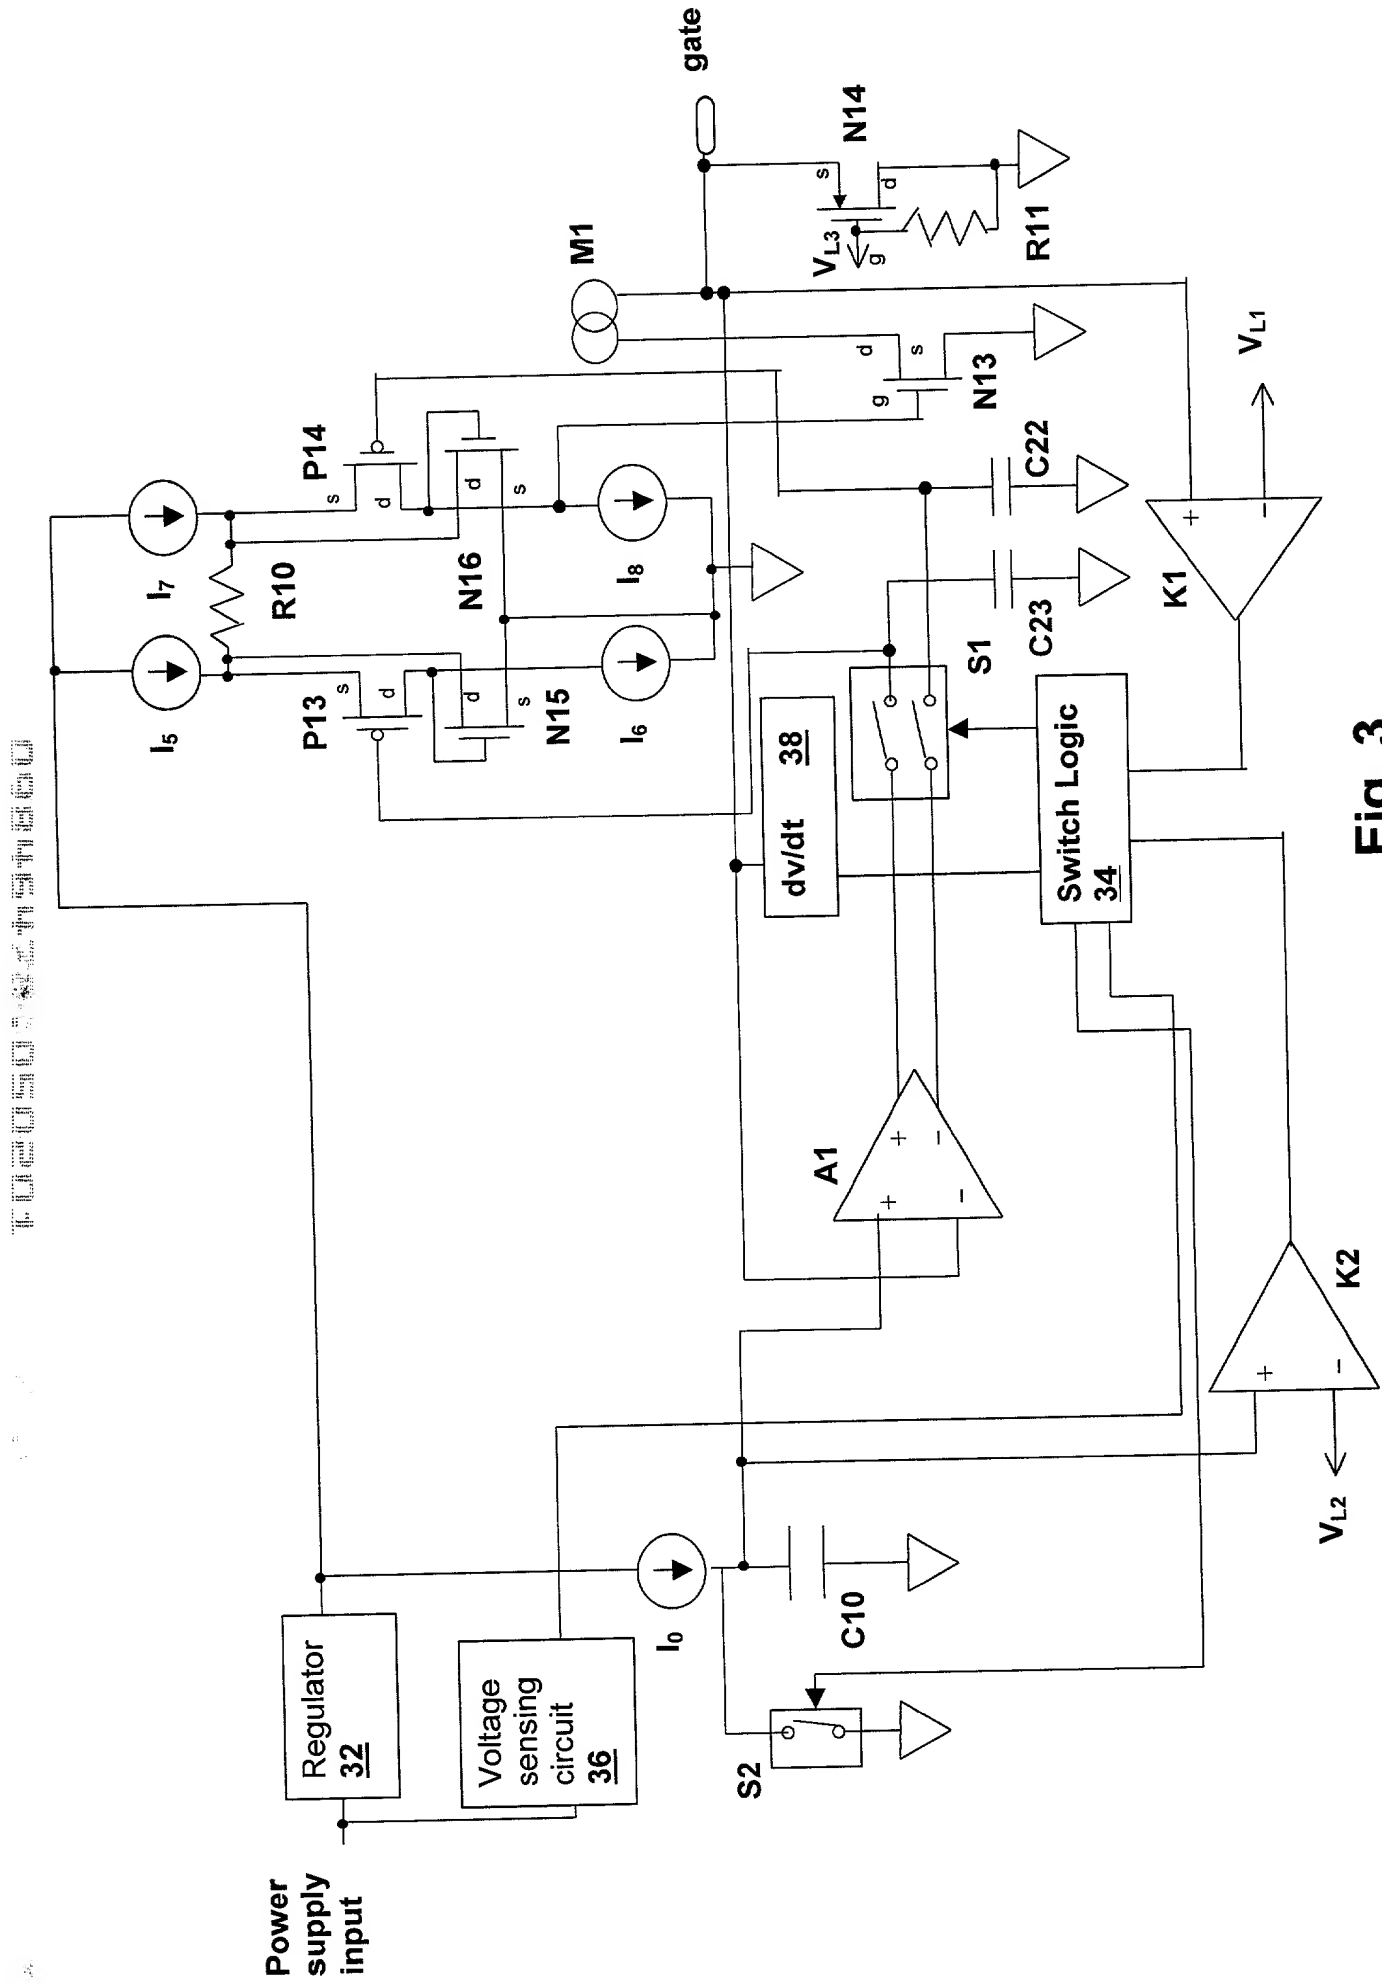 Power
supply
input
Regulator
32
Voltage
sensing
circuit
36
I0
S2
C10
VL2
K2
+
−
A1
+
−
+
−
I5
I7
R10
P13
s
d
P14
s
d
N15
d
s
N16
d
s
I6
I8
dv/dt 38
S1
Switch Logic
34
C23
C22
K1
+
−
VL1
M1
N13
d
g
s
gate
N14
s
d
g
VL3
R11
Fig. 3